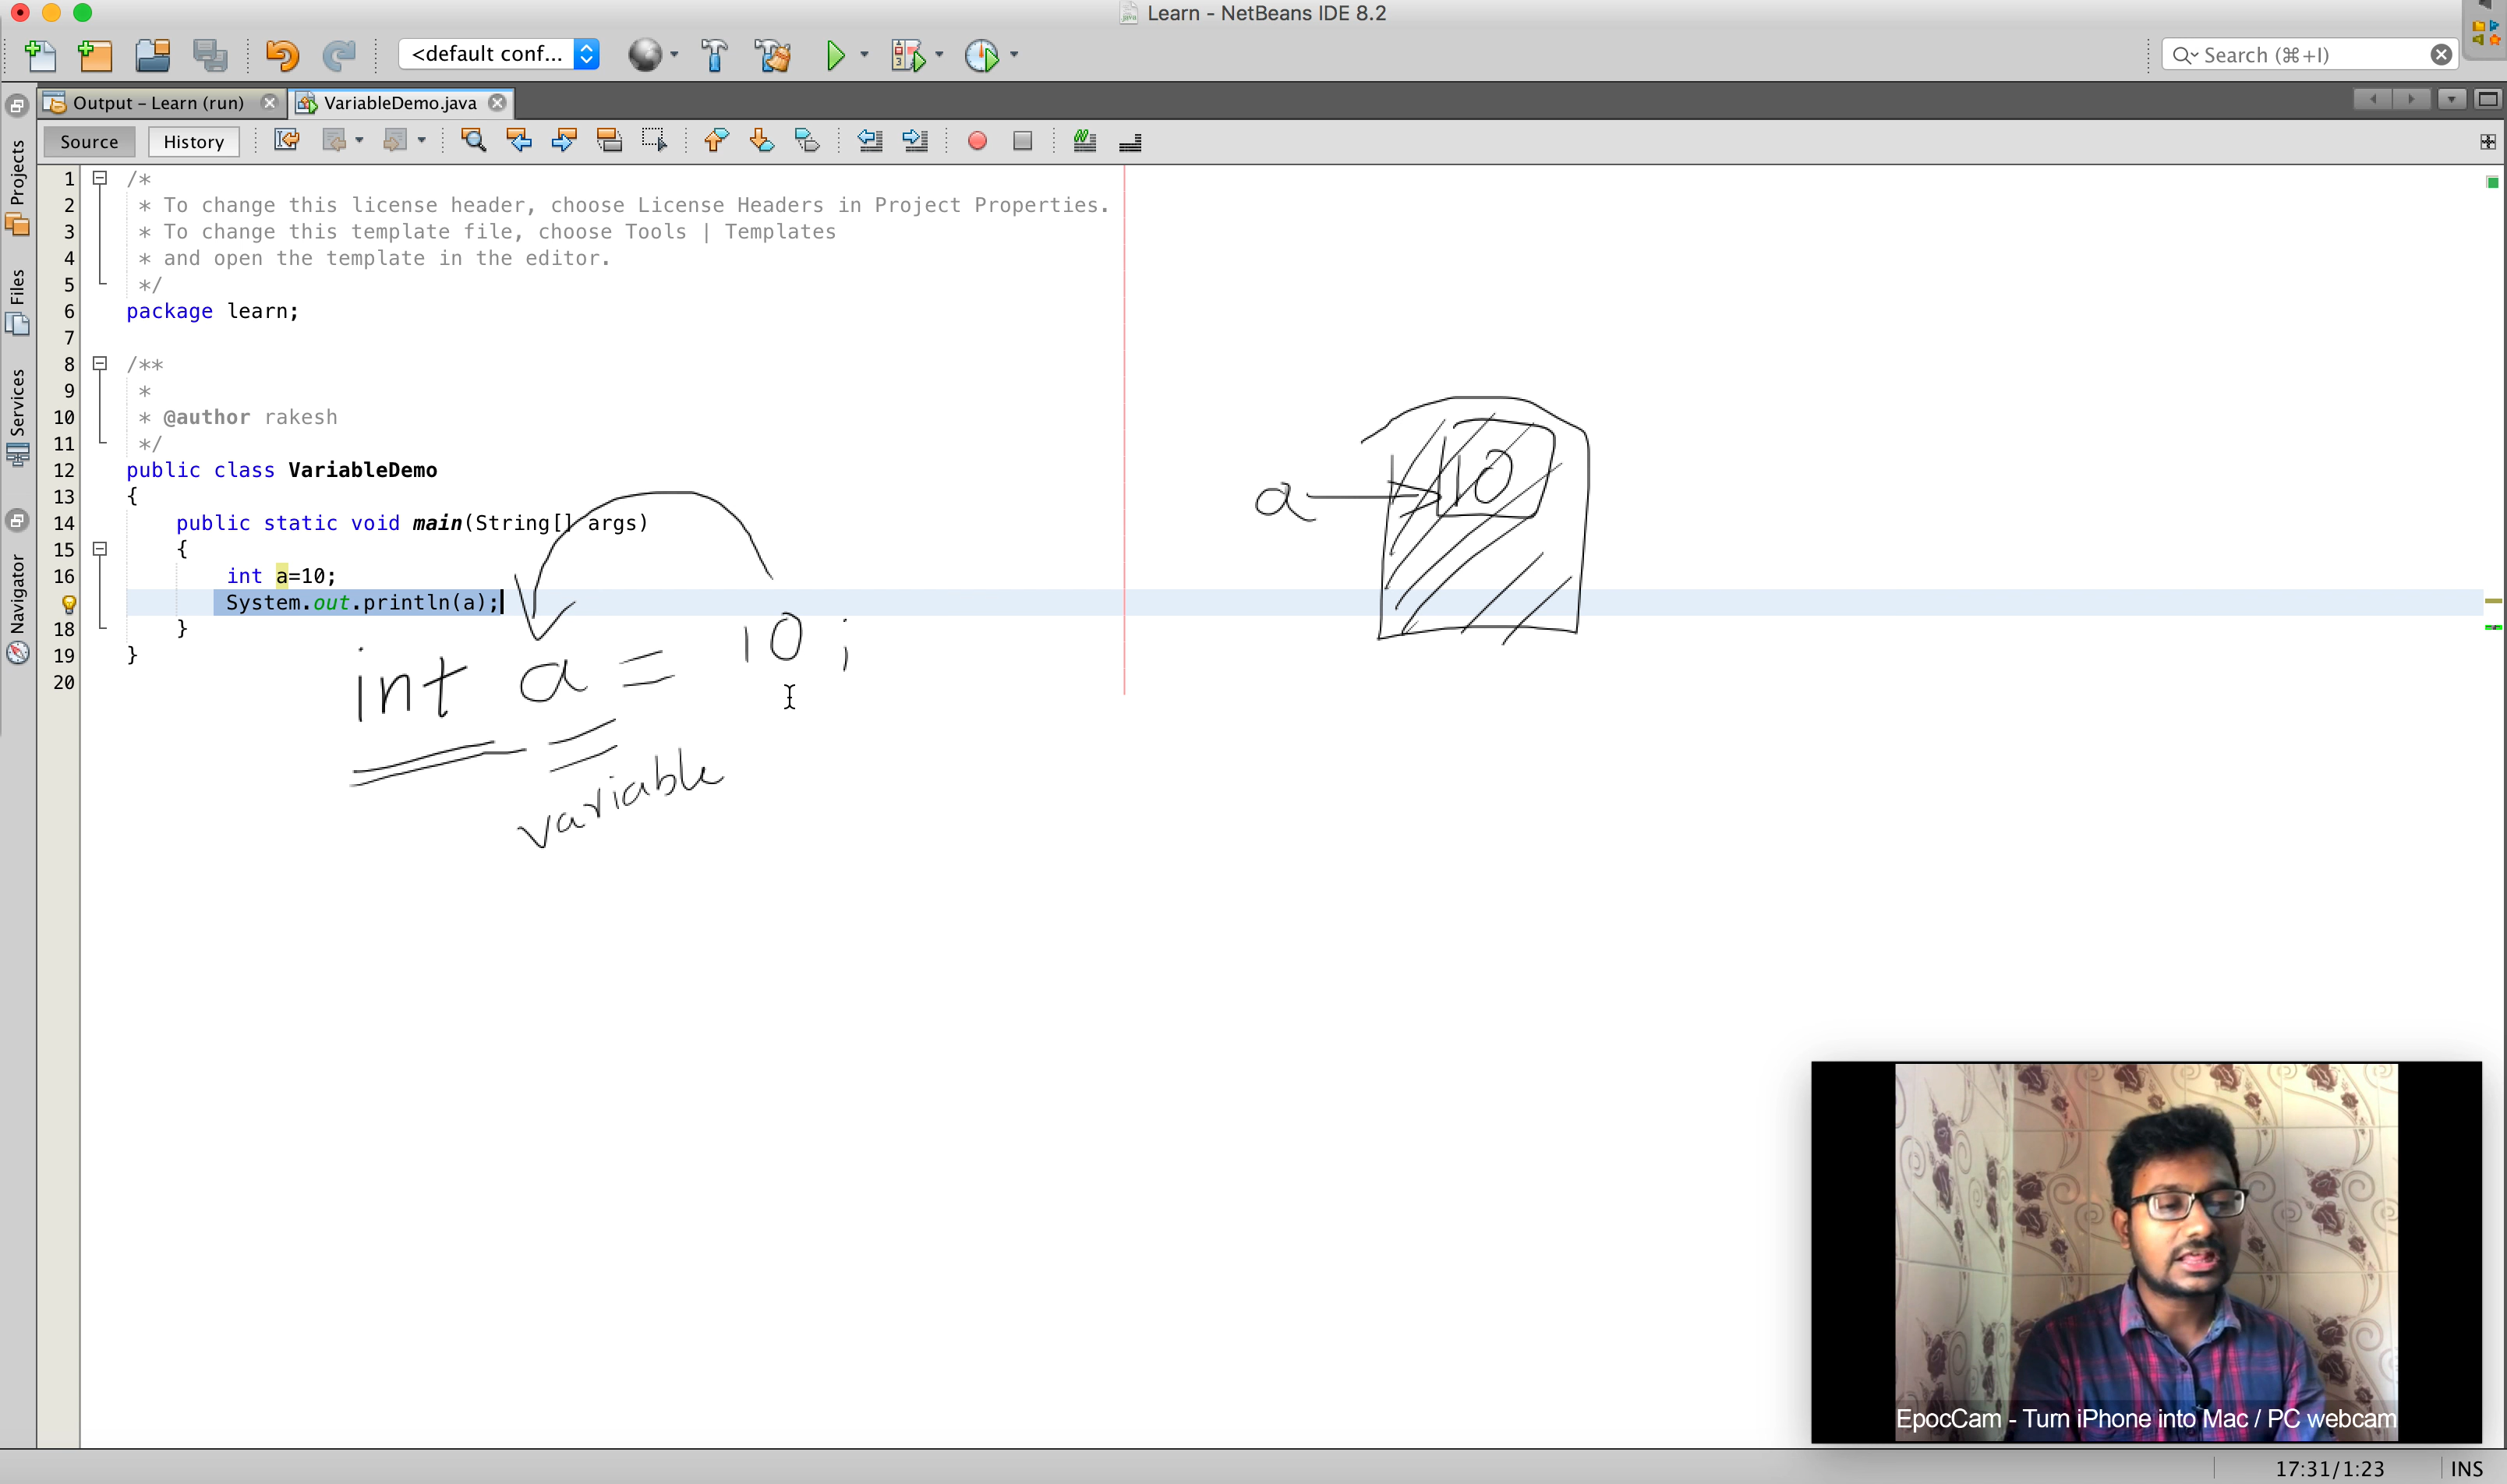 Learn - NetBeans IDE 8.2
<default conf...
Search (⌘+I)
Output – Learn (run)
VariableDemo.java
Source
History
Projects
Files
Services
Navigator
1 /*
2 * To change this license header, choose License Headers in Project Properties.
3 * To change this template file, choose Tools | Templates
4 * and open the template in the editor.
5 */
6 package learn;
7
8 /**
9 *
10 * @author rakesh
11 */
12 public class VariableDemo
13 {
14 public static void main(String[] args)
15 {
16 int a=10;
System.out.println(a);
18 }
19 }
20
a
10
int a = 10 ;
variable
EpocCam - Turn iPhone into Mac / PC webcam
17:31/1:23
INS